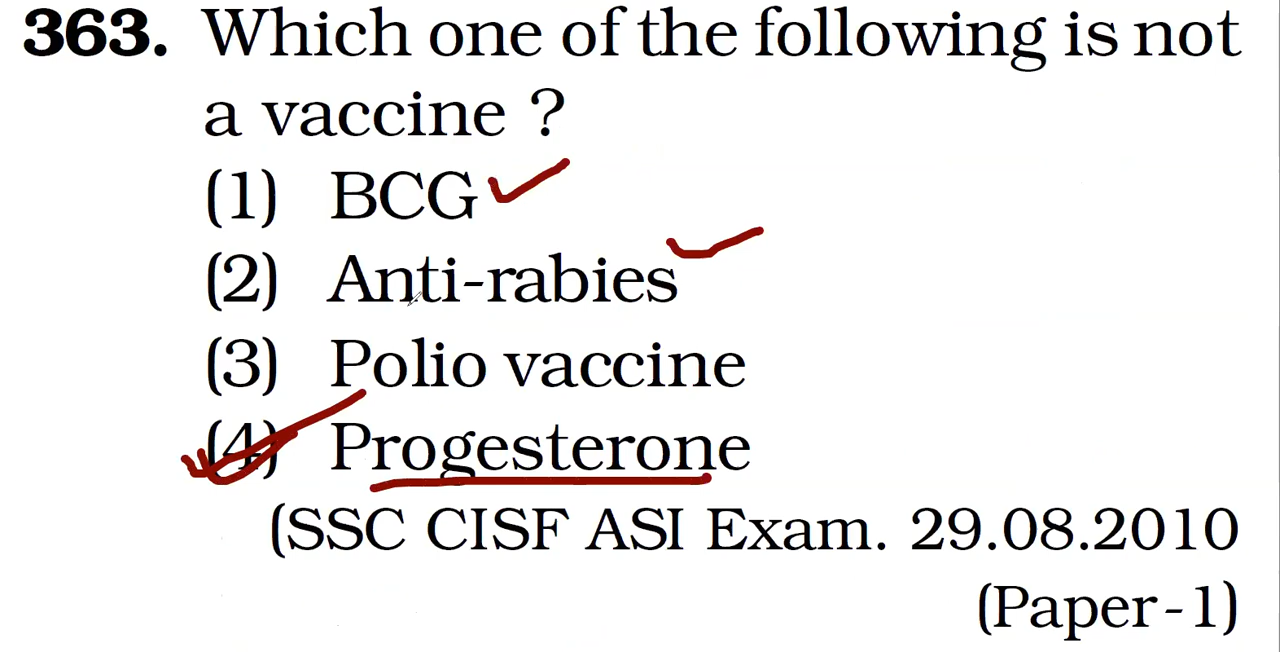 363. Which one of the following is not
a vaccine ?
(1) BCG
(2) Anti-rabies
(3) Polio vaccine
(4) Progesterone
(SSC CISF ASI Exam. 29.08.2010
(Paper-1)